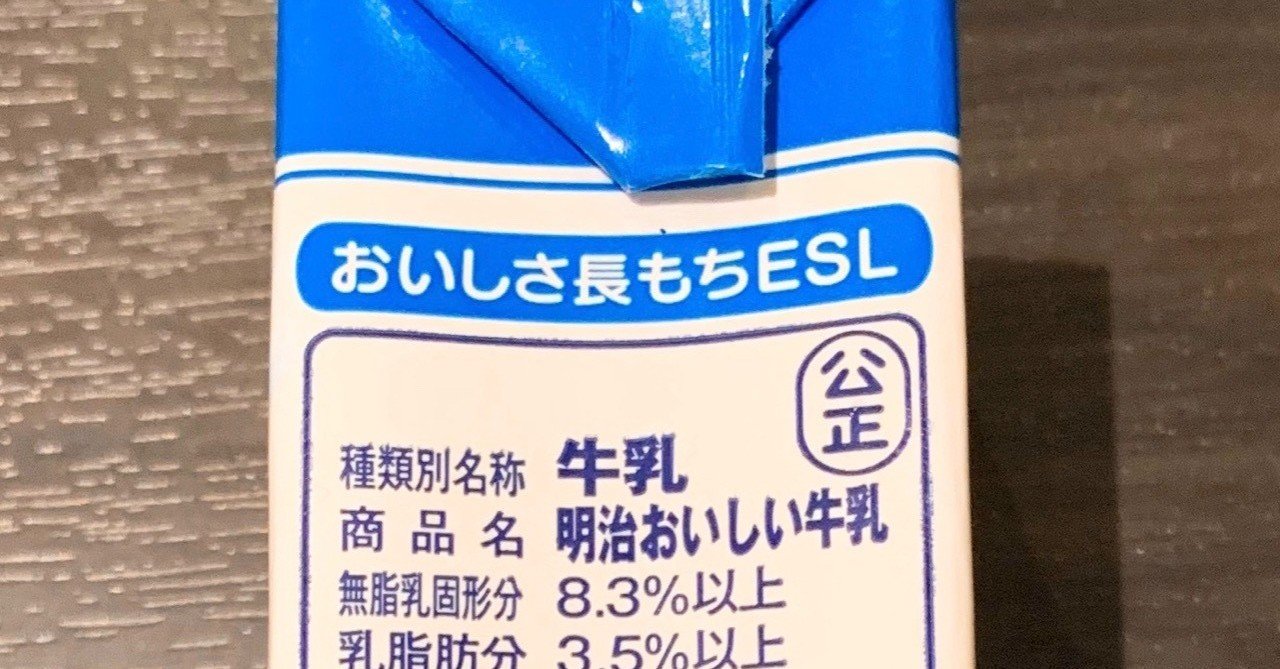 おいしさ長もちESL
公正
種類別名称 牛乳
商品名 明治おいしい牛乳
無脂乳固形分 8.3%以上
乳脂肪分 3.5%以上